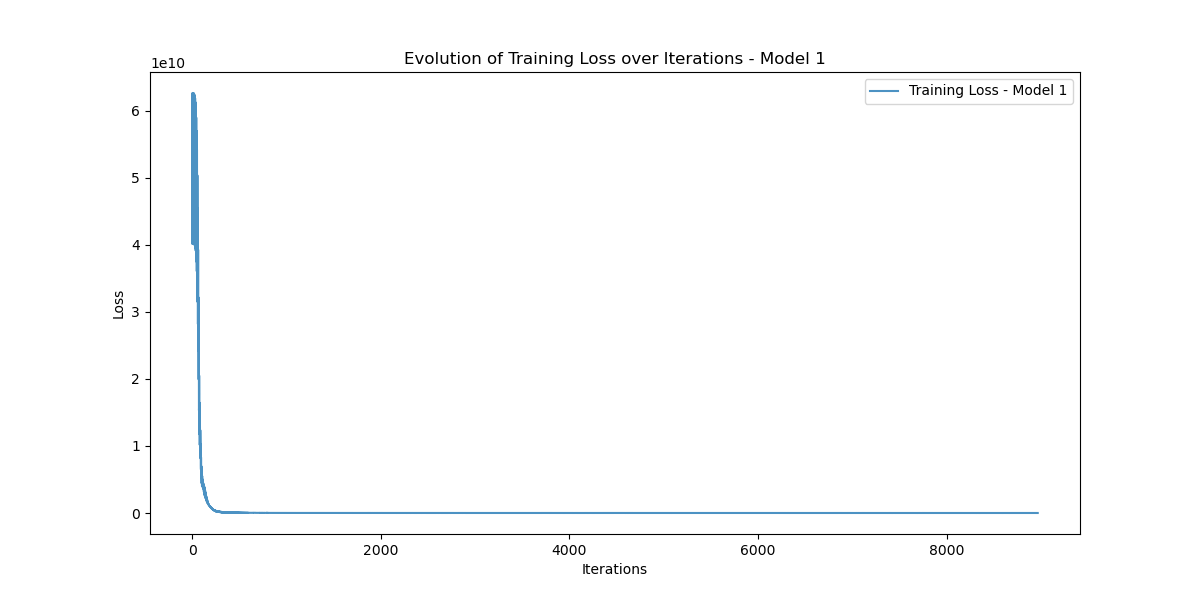 Evolution of Training Loss over Iterations - Model 1
1e10
Training Loss - Model 1
6
5
4
3
2
1
0
Loss
0 2000 4000 6000 8000
Iterations